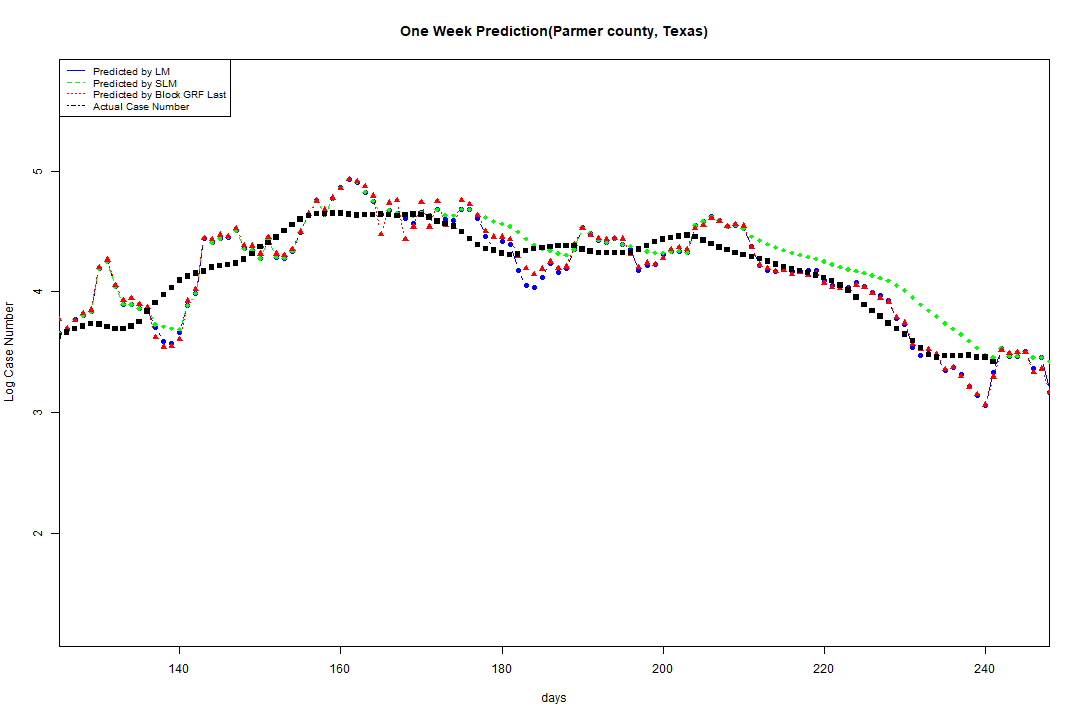 One Week Prediction(Parmer county, Texas)
Predicted by LM
Predicted by SLM
Predicted by Block GRF Last
Actual Case Number
5
4
3
2
Log Case Number
140 160 180 200 220 240
days